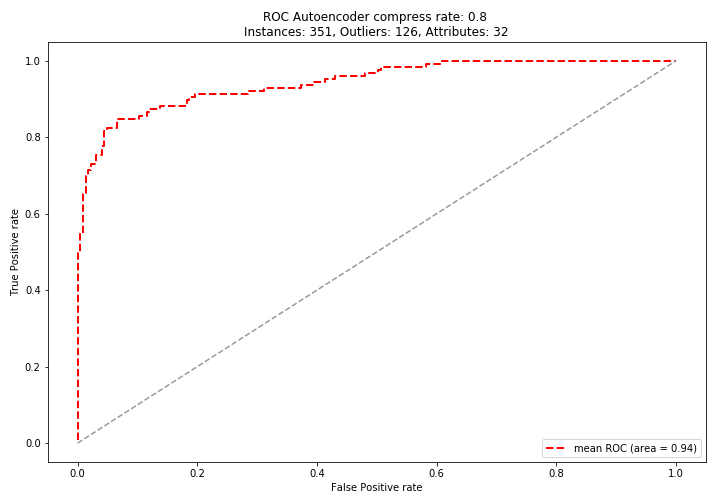 ROC Autoencoder compress rate: 0.8
Instances: 351, Outliers: 126, Attributes: 32
True Positive rate
1.0
0.8
0.6
0.4
0.2
0.0
mean ROC (area = 0.94)
0.0 0.2 0.4 0.6 0.8 1.0
False Positive rate